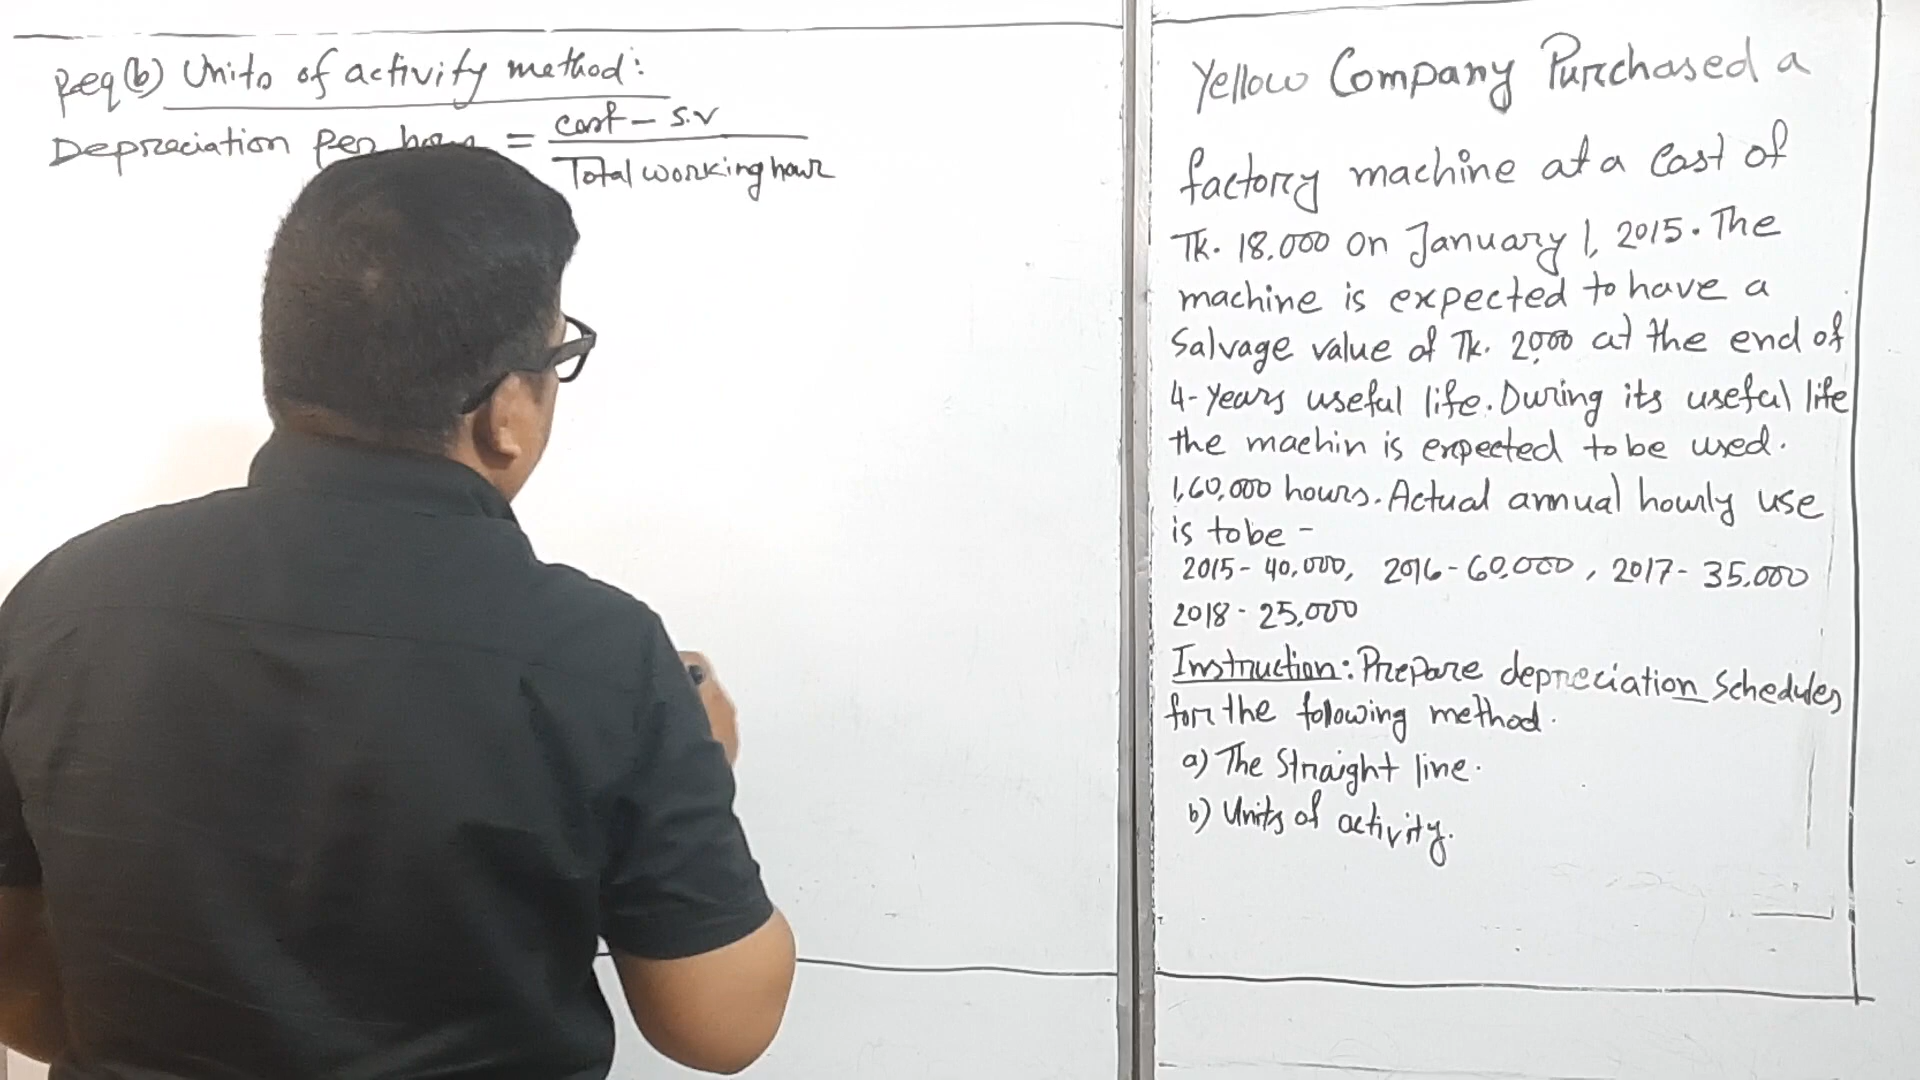 Req (b) Units of activity method:
Depreciation Per hour = cost - S.V
Total working hour
Yellow Company Purchased a
factory machine at a Cost of
Tk. 18,000 on January 1, 2015. The
machine is expected to have a
Salvage value of Tk. 2,000 at the end of
4-Years useful life. During its useful life
the machin is expected to be used.
1,60,000 hours. Actual annual hourly use
is to be -
2015 - 40,000, 2016 - 60,000, 2017 - 35,000
2018 - 25,000
Instruction: Prepare depreciation Schedules
for the folowing method.
a) The Straight line.
b) Units of activity.